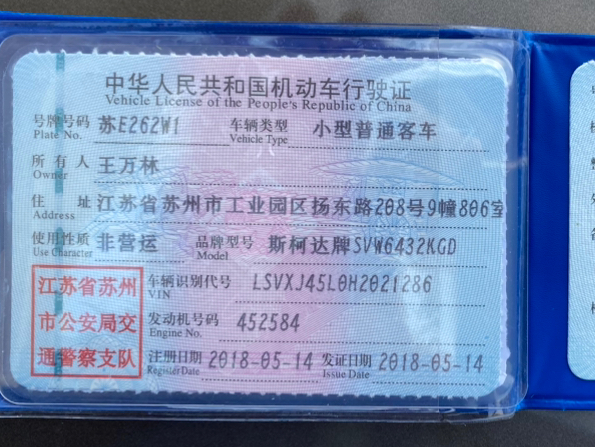 中华人民共和国机动车行驶证
Vehicle License of the People's Republic of China
号牌号码 苏E262W1 车辆类型 小型普通客车
Plate No. Vehicle Type
所有人 王万林
Owner
住址 江苏省苏州市工业园区扬东路208号9幢806室
Address
使用性质 非营运 品牌型号 斯柯达牌SVW6432KGD
Use Character Model
江苏省苏州 车辆识别代号 LSVXJ45L0H2021286
VIN
市公安局交 发动机号码 452584
Engine No.
通警察支队 注册日期 2018-05-14 发证日期 2018-05-14
Register Date Issue Date